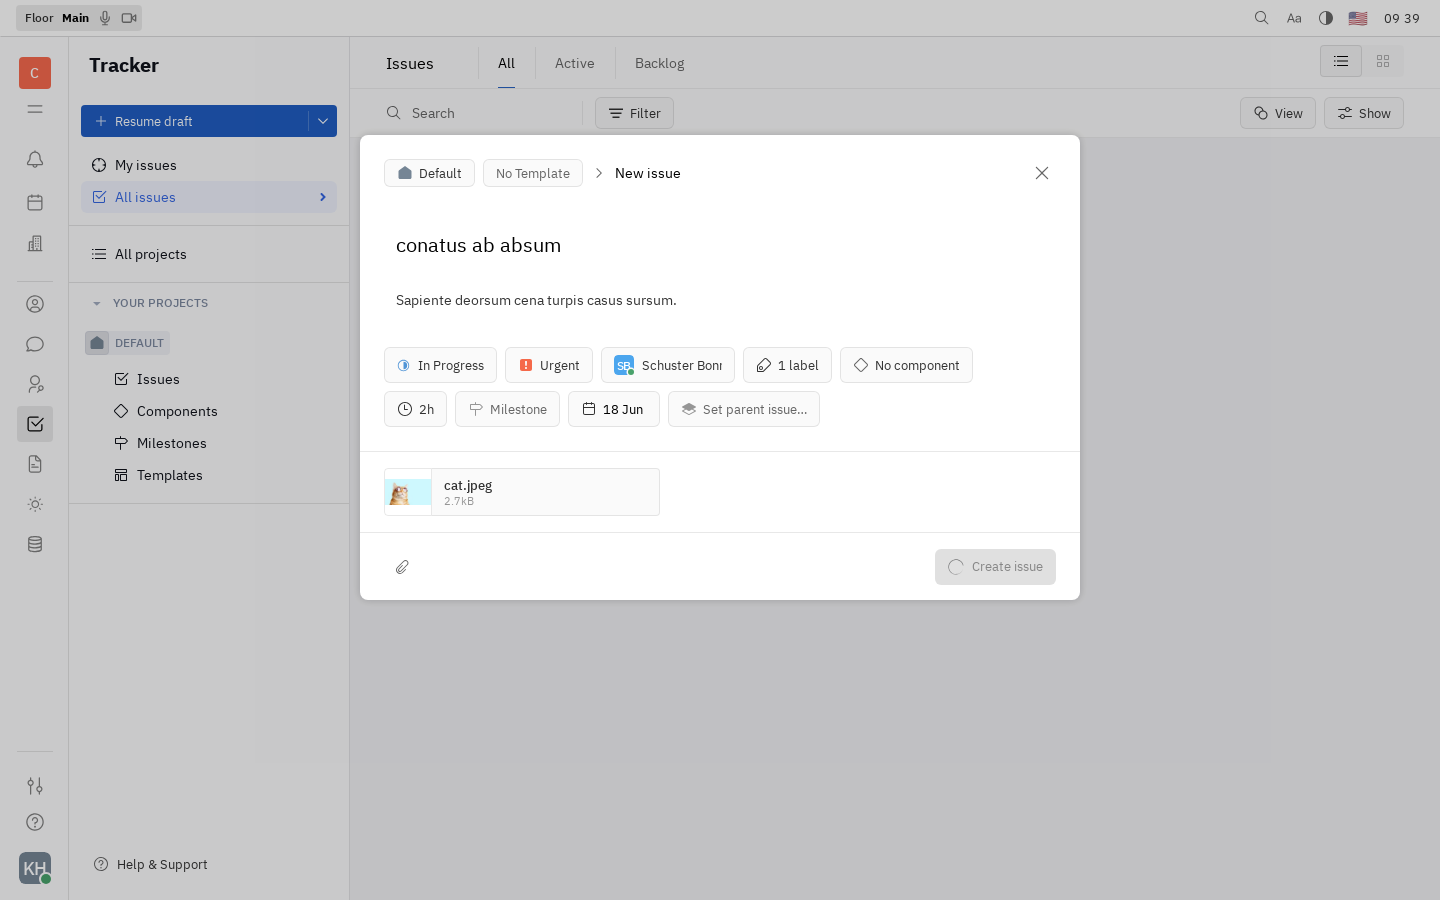 Floor Main
Aa
09 39
C
Tracker
Issues
All
Active
Backlog
Resume draft
Search
Filter
View
Show
My issues
All issues
All projects
YOUR PROJECTS
DEFAULT
Issues
Components
Milestones
Templates
Help & Support
KH
Default
No Template
New issue
conatus ab absum
Sapiente deorsum cena turpis casus sursum.
In Progress
Urgent
SB
Schuster Bonn
1 label
No component
2h
Milestone
18 Jun
Set parent issue...
cat.jpeg
2.7kB
Create issue